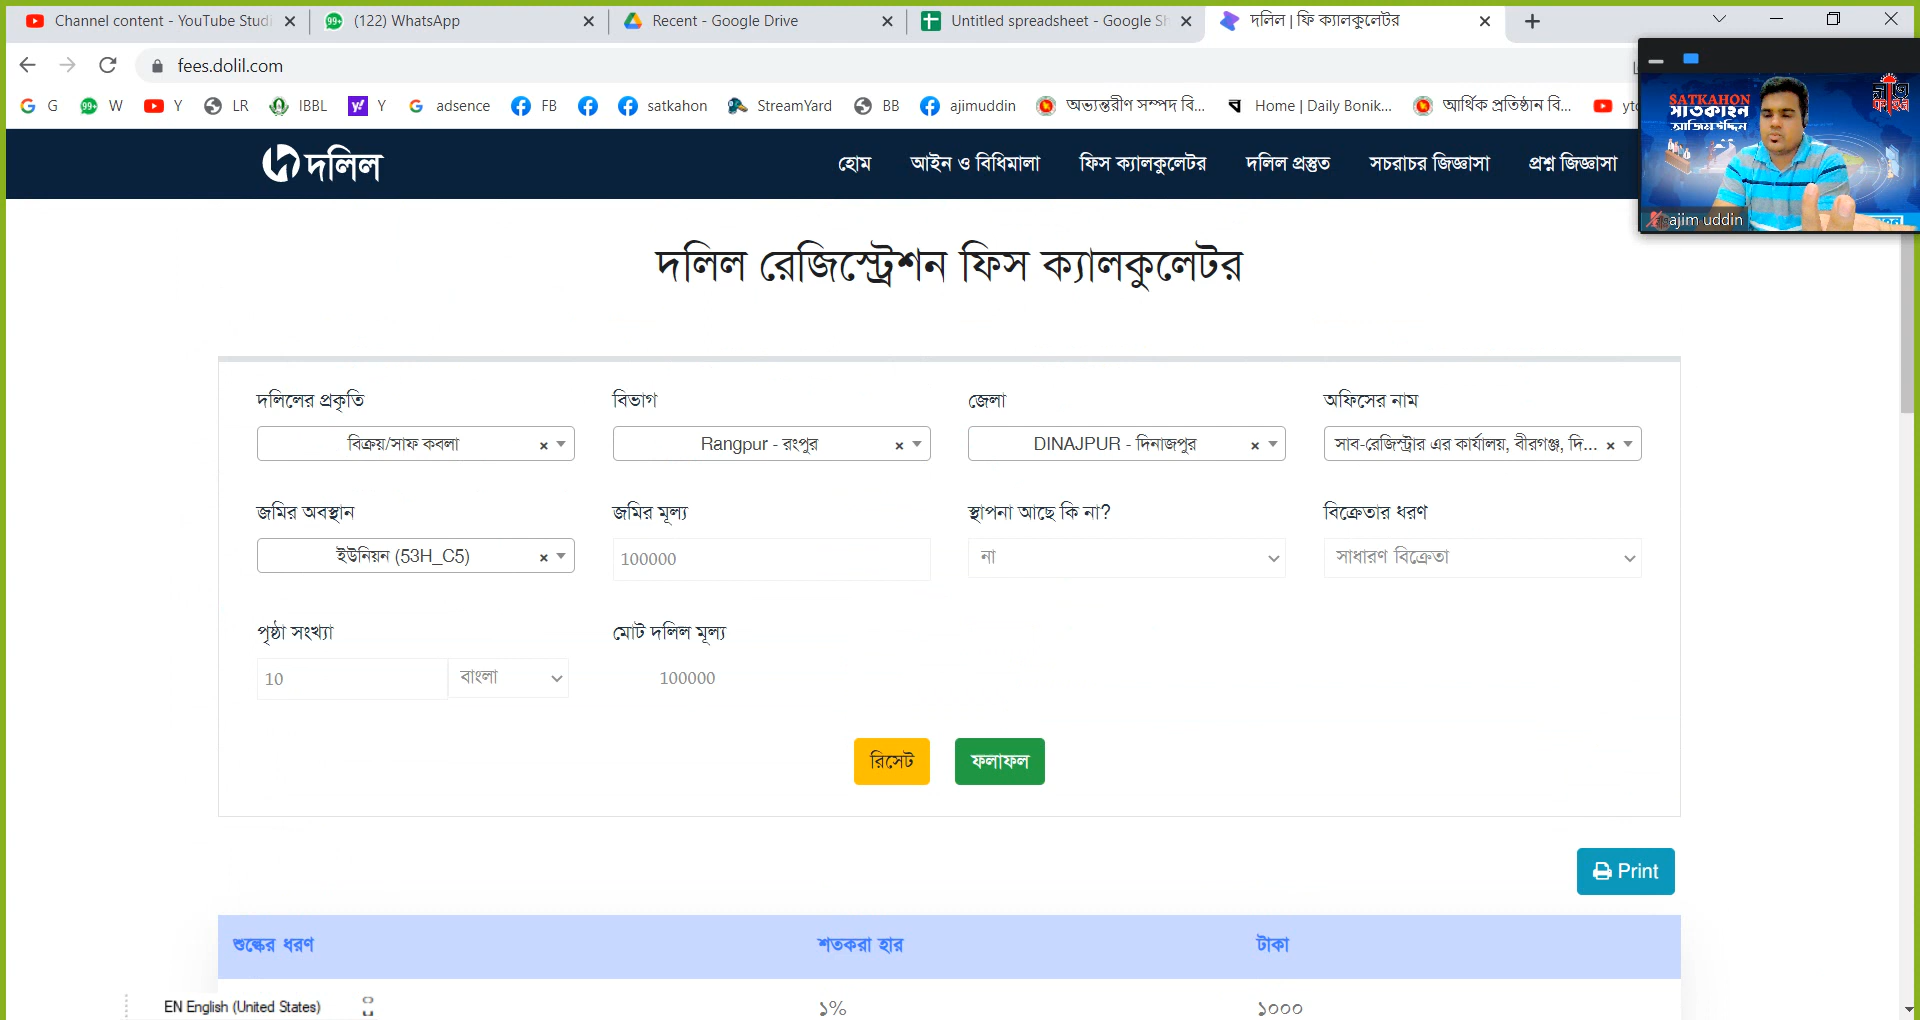 Channel content - YouTube Studi
(122) WhatsApp
Recent - Google Drive
Untitled spreadsheet - Google Sh
দলিল | ফি ক্যালকুলেটর
fees.dolil.com
G
99+
W
Y
LR
IBBL
Y
adsence
FB
satkahon
StreamYard
BB
ajimuddin
অভ্যন্তরীণ সম্পদ বি...
Home | Daily Bonik...
আর্থিক প্রতিষ্ঠান বি...
SATKAHON
সাতকাহন
আজিম উদ্দিন
ajim uddin
দলিল
হোম
আইন ও বিধিমালা
ফিস ক্যালকুলেটর
দলিল প্রস্তুত
সচরাচর জিজ্ঞাসা
প্রশ্ন জিজ্ঞাসা
দলিল রেজিস্ট্রেশন ফিস ক্যালকুলেটর
দলিলের প্রকৃতি
বিভাগ
জেলা
অফিসের নাম
বিক্রয়/সাফ কবলা
Rangpur - রংপুর
DINAJPUR - দিনাজপুর
সাব-রেজিস্ট্রার এর কার্যালয়, বীরগঞ্জ, দি...
জমির অবস্থান
জমির মূল্য
স্থাপনা আছে কি না?
বিক্রেতার ধরণ
ইউনিয়ন (53H_C5)
100000
না
সাধারণ বিক্রেতা
পৃষ্ঠা সংখ্যা
মোট দলিল মূল্য
10
বাংলা
100000
রিসেট
ফলাফল
Print
শুল্কের ধরণ
শতকরা হার
টাকা
EN English (United States)
১%
১০০০